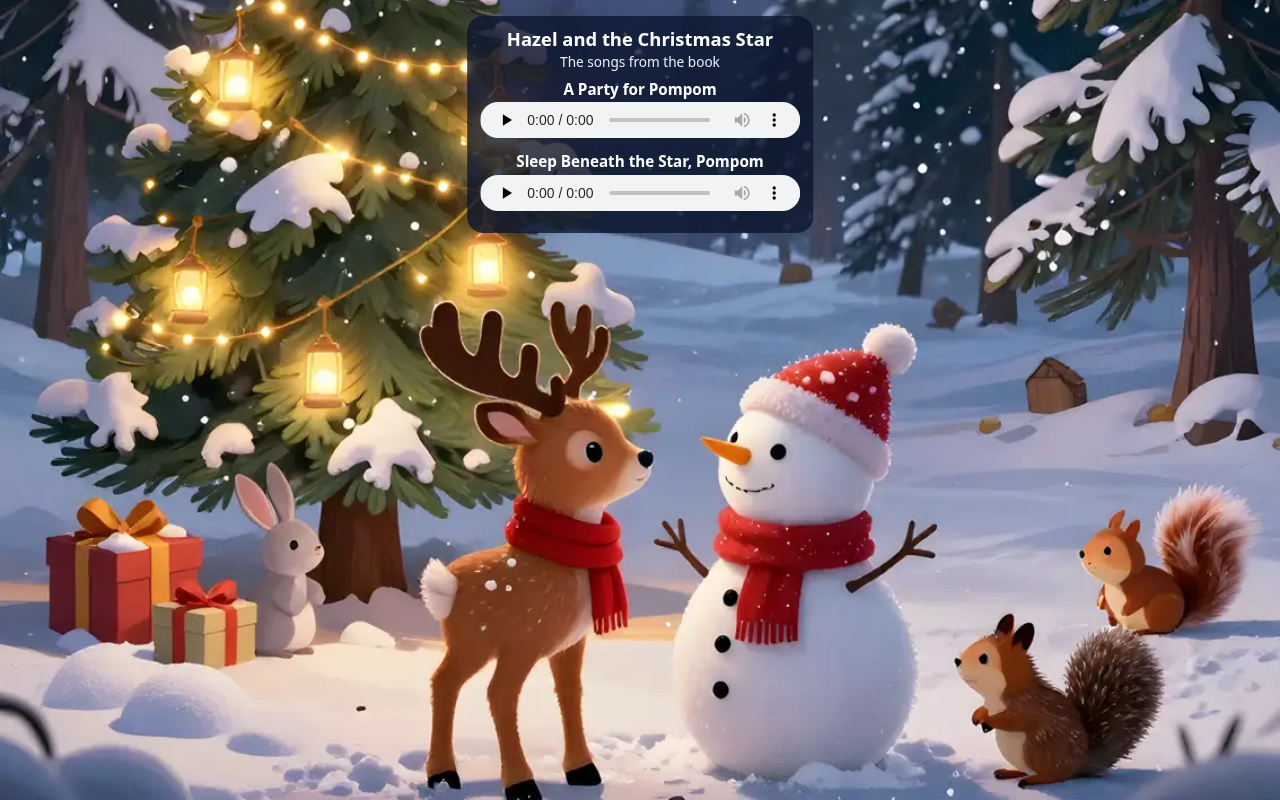 Hazel and the Christmas Star
The songs from the book
A Party for Pompom
0:00 / 0:00
Sleep Beneath the Star, Pompom
0:00 / 0:00